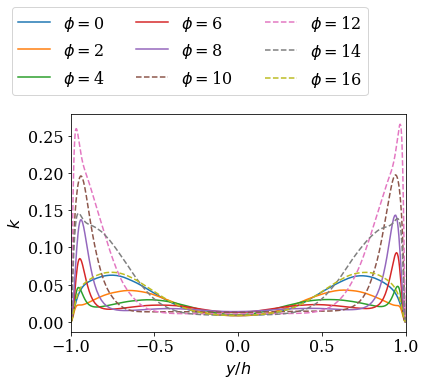 ϕ = 0 ϕ = 6 ϕ = 12
ϕ = 2 ϕ = 8 ϕ = 14
ϕ = 4 ϕ = 10 ϕ = 16
0.25
0.20
0.15
0.10
0.05
0.00
k
−1.0 −0.5 0.0 0.5 1.0
y/h